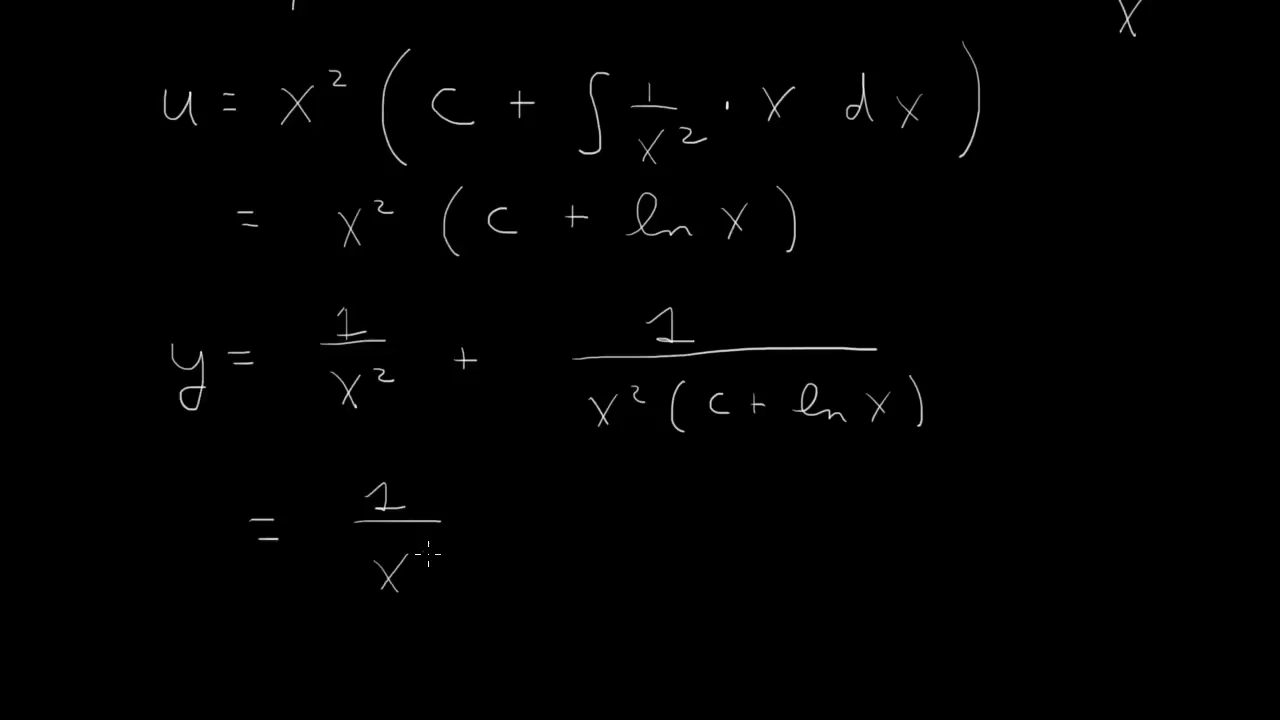 x
u = x² ( c + ∫ 1/x² · x dx )
= x² ( c + ln x )
y = 1/x² + 1/(x² ( c + ln x ))
= 1/x